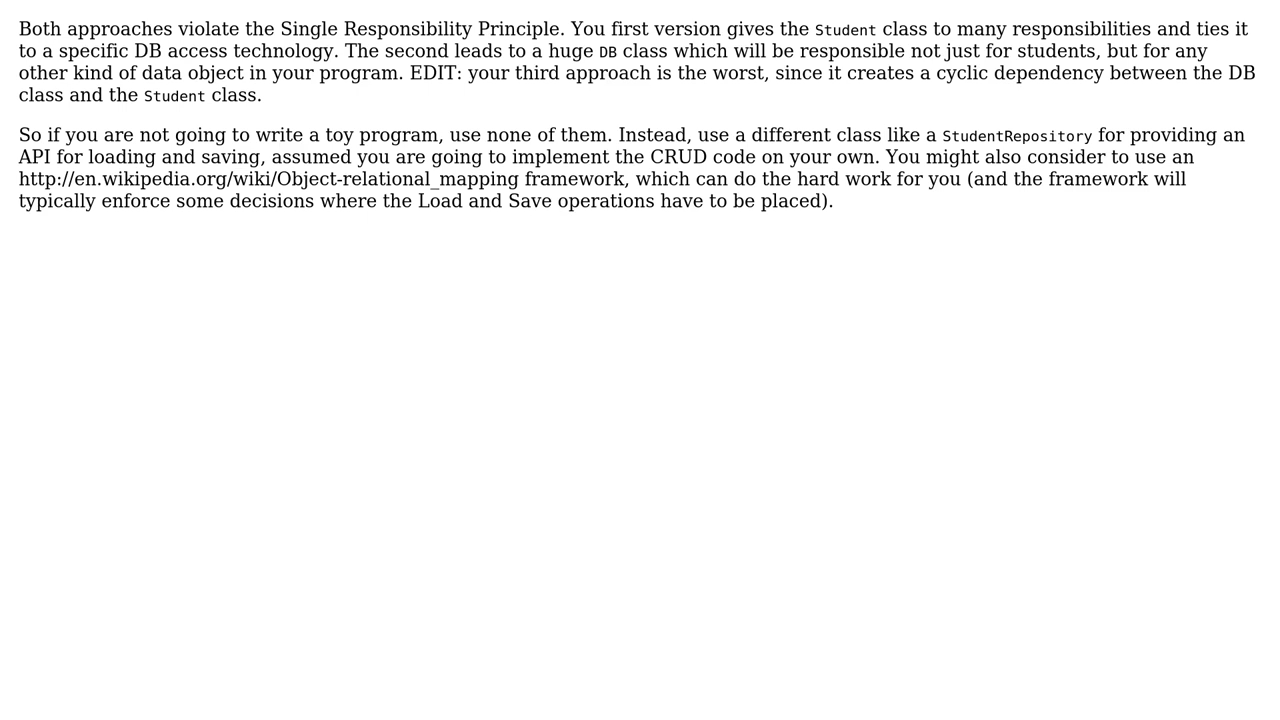 Both approaches violate the Single Responsibility Principle. You first version gives the Student class to many responsibilities and ties it
to a specific DB access technology. The second leads to a huge DB class which will be responsible not just for students, but for any
other kind of data object in your program. EDIT: your third approach is the worst, since it creates a cyclic dependency between the DB
class and the Student class.
So if you are not going to write a toy program, use none of them. Instead, use a different class like a StudentRepository for providing an
API for loading and saving, assumed you are going to implement the CRUD code on your own. You might also consider to use an
http://en.wikipedia.org/wiki/Object-relational_mapping framework, which can do the hard work for you (and the framework will
typically enforce some decisions where the Load and Save operations have to be placed).